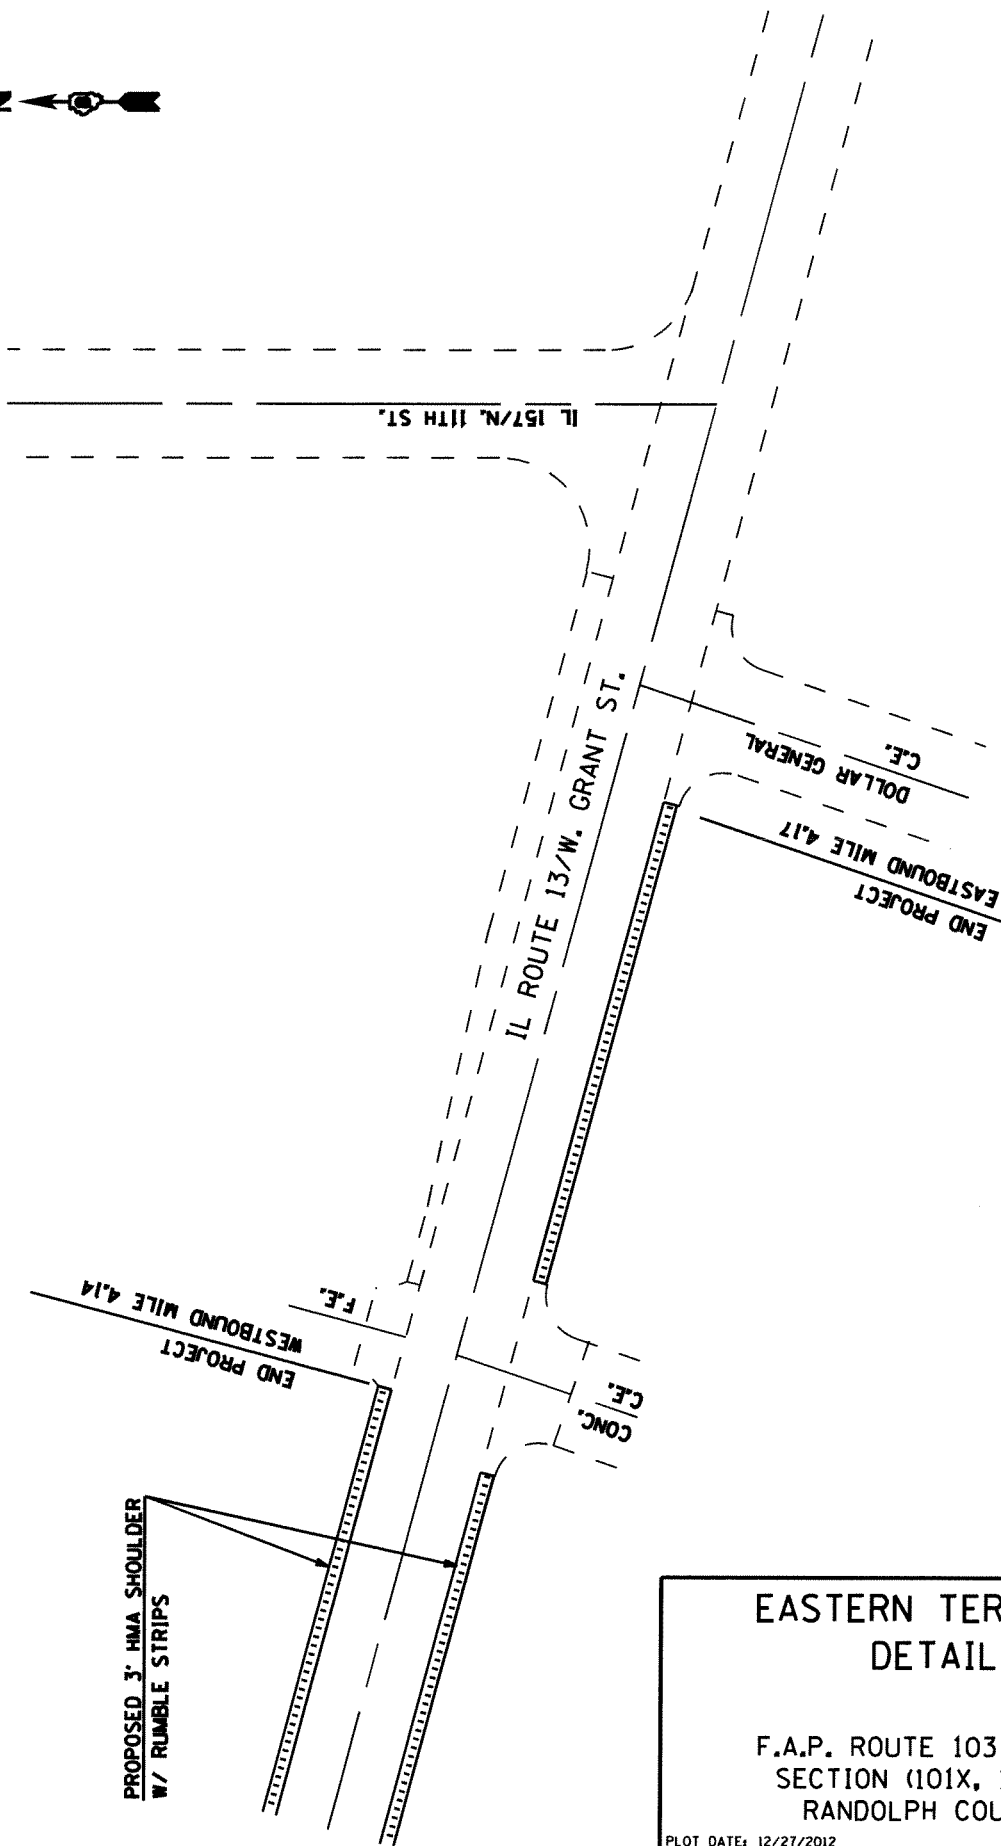 N
IL 157/N. 11TH ST.
IL ROUTE 13/W. GRANT ST.
DOLLAR GENERAL
C.E.
END PROJECT
EASTBOUND MILE 4.17
END PROJECT
WESTBOUND MILE 4.14
F.E.
CONC.
C.E.
PROPOSED 3' HMA SHOULDER
W/ RUMBLE STRIPS
EASTERN
DETAIL
F.A.P. ROUTE 103
SECTION (101X,
RANDOLPH
PLOT DATE: 12/27/2012